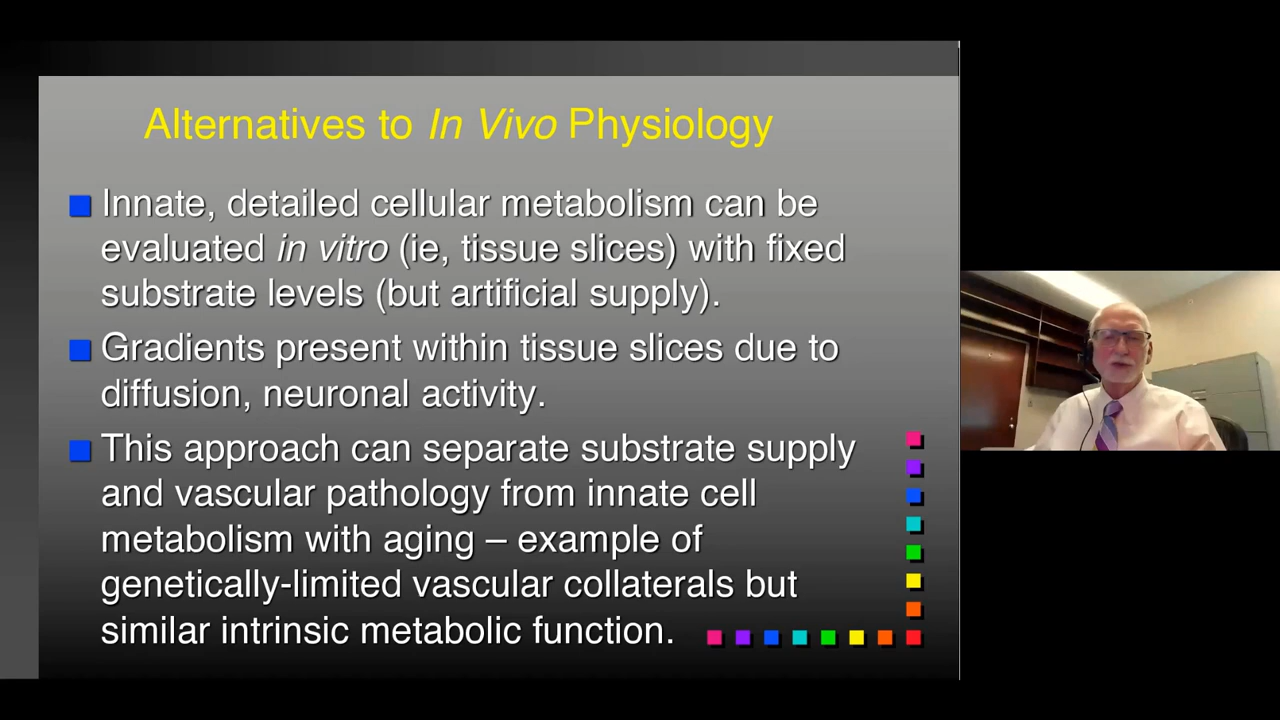 Alternatives to In Vivo Physiology
Innate, detailed cellular metabolism can be
evaluated in vitro (ie, tissue slices) with fixed
substrate levels (but artificial supply).
Gradients present within tissue slices due to
diffusion, neuronal activity.
This approach can separate substrate supply
and vascular pathology from innate cell
metabolism with aging – example of
genetically-limited vascular collaterals but
similar intrinsic metabolic function.